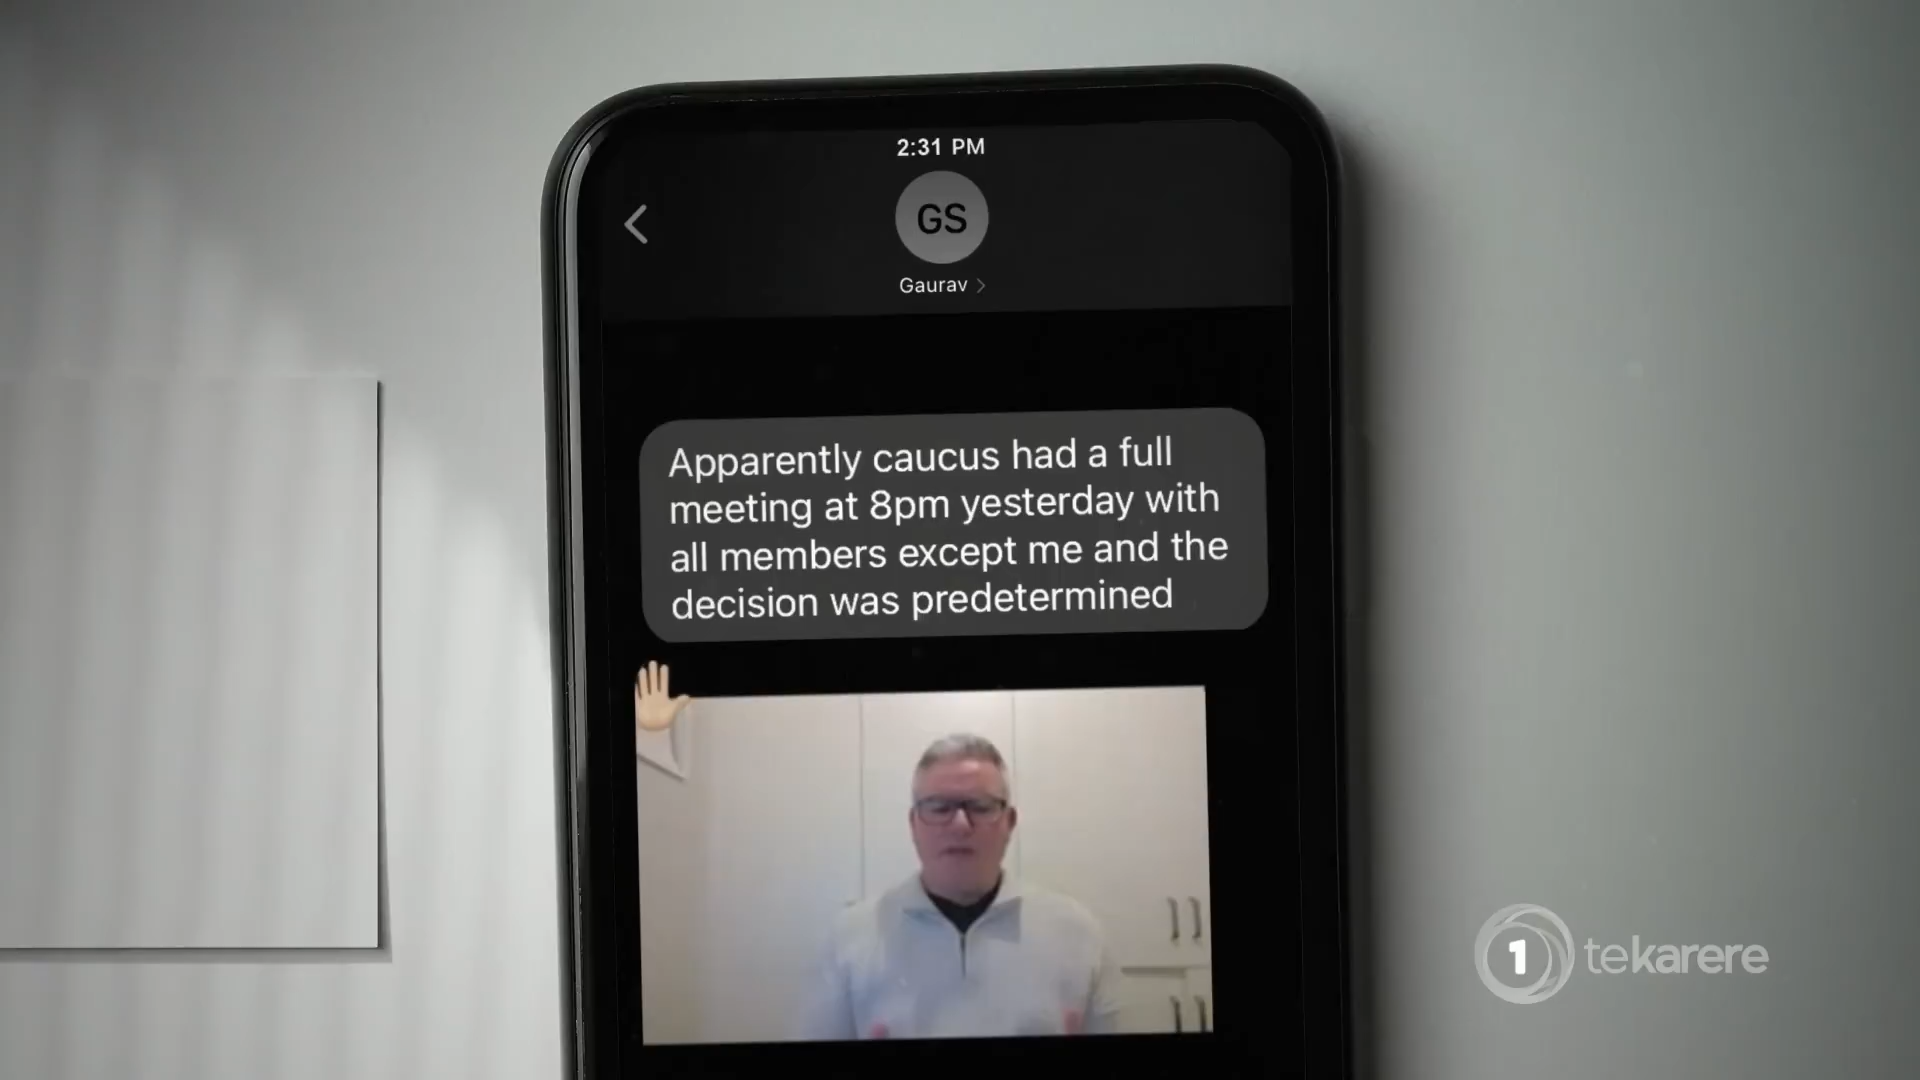 2:31 PM
GS
Gaurav
Apparently caucus had a full
meeting at 8pm yesterday with
all members except me and the
decision was predetermined
1 tekarere